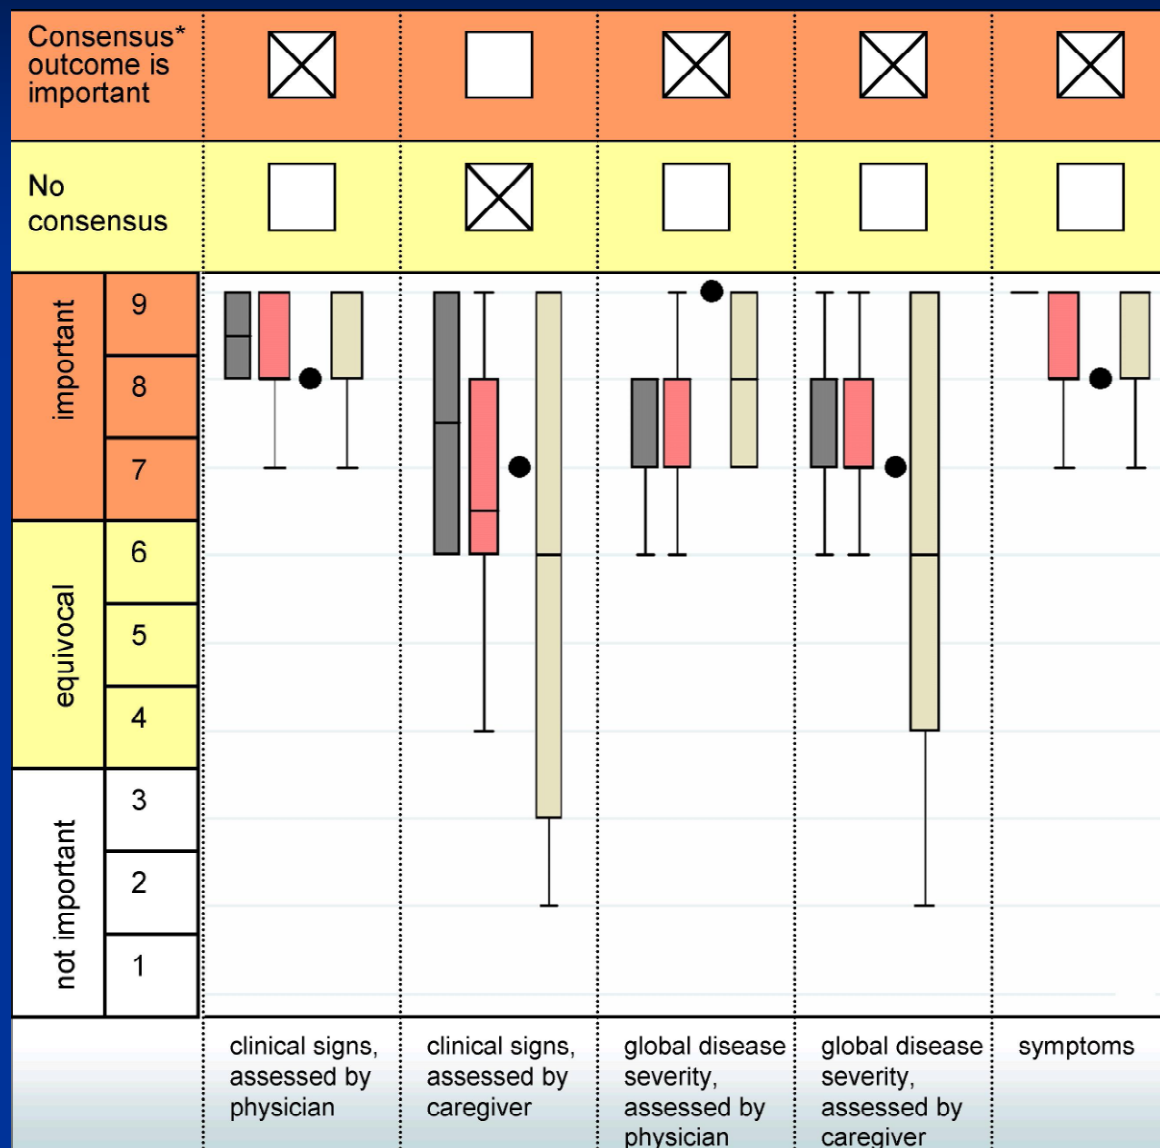 Consensus*
outcome is
important
No
consensus
important
9
8
7
equivocal
6
5
4
not important
3
2
1
clinical signs,
assessed by
physician
clinical signs,
assessed by
caregiver
global disease
severity,
assessed by
physician
global disease
severity,
assessed by
caregiver
symptoms